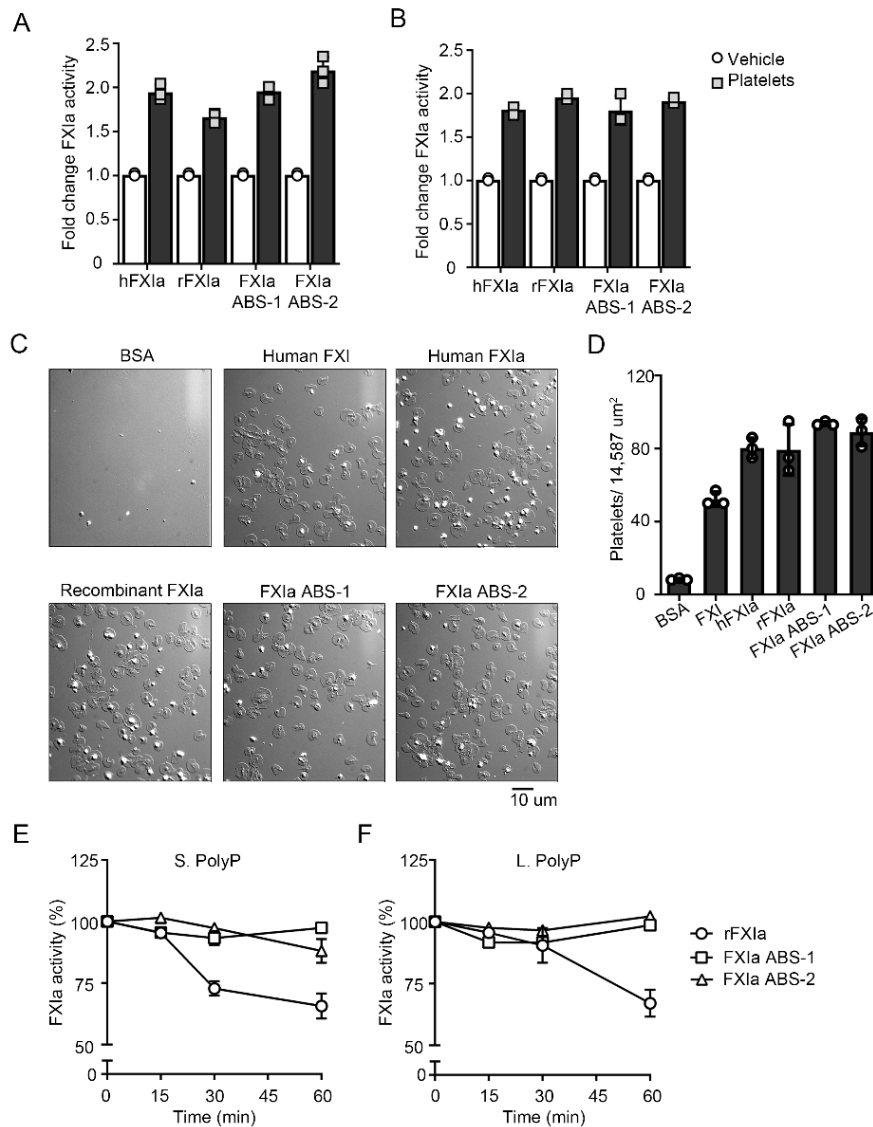 A
Fold change FXIa activity
2.5
2.0
1.5
1.0
0.5
0
hFXIa
rFXIa
FXIa
ABS-1
FXIa
ABS-2
B
Fold change FXIa activity
2.5
2.0
1.5
1.0
0.5
0
hFXIa
rFXIa
FXIa
ABS-1
FXIa
ABS-2
Vehicle
Platelets
C
BSA
Human FXI
Human FXIa
Recombinant FXIa
FXIa ABS-1
FXIa ABS-2
10 um
D
Platelets/ 14,587 um²
120
80
40
0
BSA
FXI
hFXIa
rFXIa
FXIa ABS-1
FXIa ABS-2
E
S. PolyP
FXIa activity (%)
125
100
75
50
0
0 15 30 45 60
Time (min)
F
L. PolyP
FXIa activity (%)
125
100
75
50
0
0 15 30 45 60
Time (min)
rFXIa
FXIa ABS-1
FXIa ABS-2